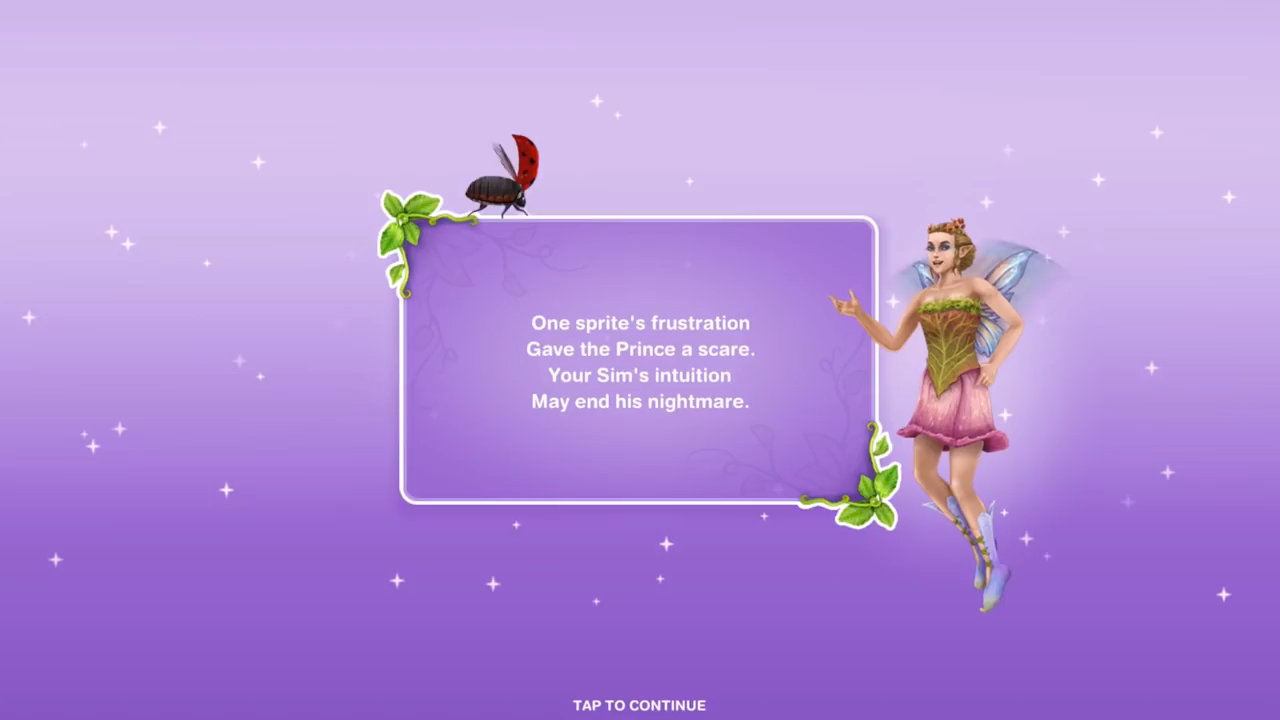 One sprite's frustration
Gave the Prince a scare.
Your Sim's intuition
May end his nightmare.
TAP TO CONTINUE